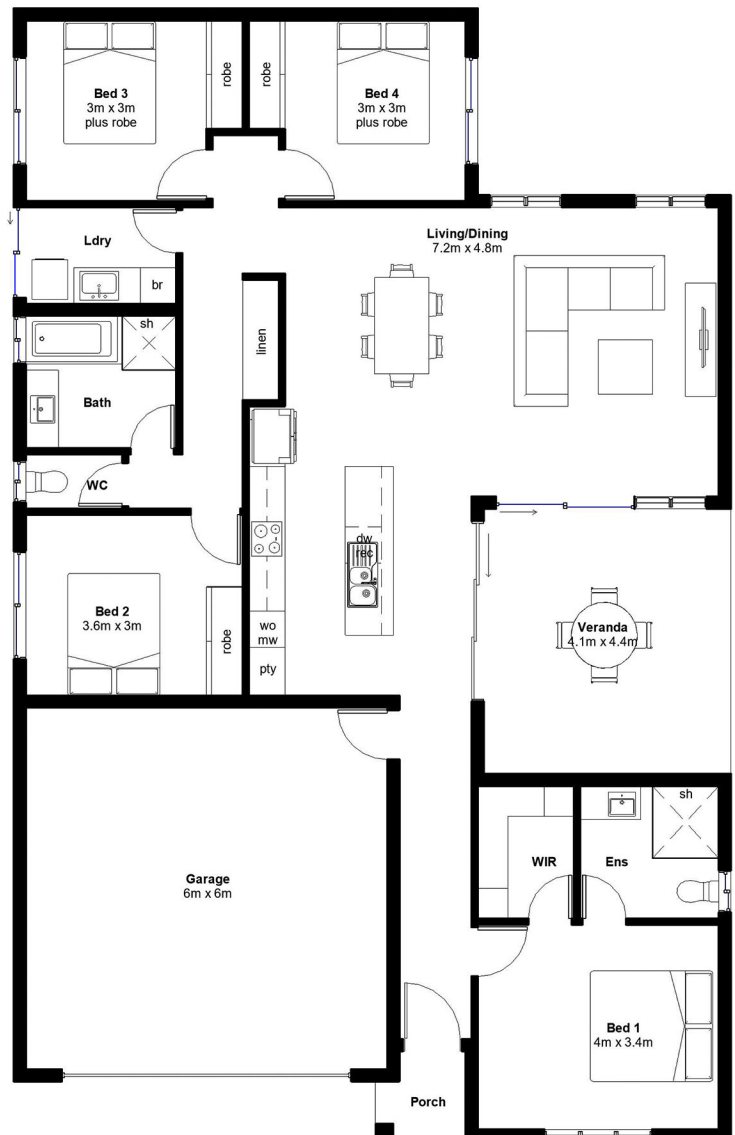 Bed 3
3m x 3m
plus robe
robe
robe
Bed 4
3m x 3m
plus robe
Ldry
br
Living/Dining
7.2m x 4.8m
sh
linen
Bath
WC
dw
rec
Bed 2
3.6m x 3m
robe
wo
mw
pty
Veranda
4.1m x 4.4m
Garage
6m x 6m
WIR
Ens
sh
Bed 1
4m x 3.4m
Porch